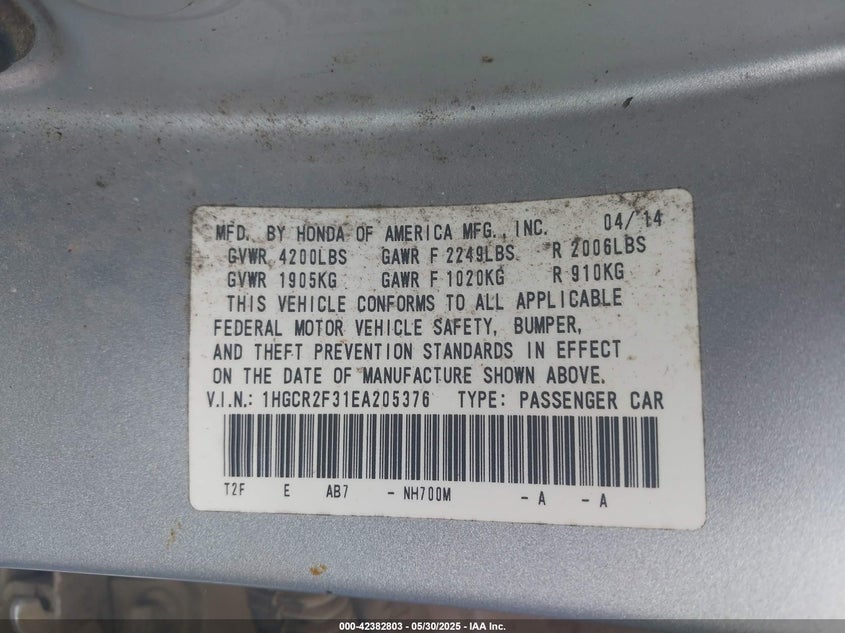 MFD. BY HONDA OF AMERICA MFG., INC. 04/14
GVWR 4200LBS GAWR F 2249LBS R 2006LBS
GVWR 1905KG GAWR F 1020KG R 910KG
THIS VEHICLE CONFORMS TO ALL APPLICABLE
FEDERAL MOTOR VEHICLE SAFETY, BUMPER,
AND THEFT PREVENTION STANDARDS IN EFFECT
ON THE DATE OF MANUFACTURE SHOWN ABOVE.
V.I.N.: 1HGCR2F31EA205376 TYPE: PASSENGER CAR
T2F E AB7 - NH700M - A - A
000-42382803 - 05/30/2025 - IAA Inc.